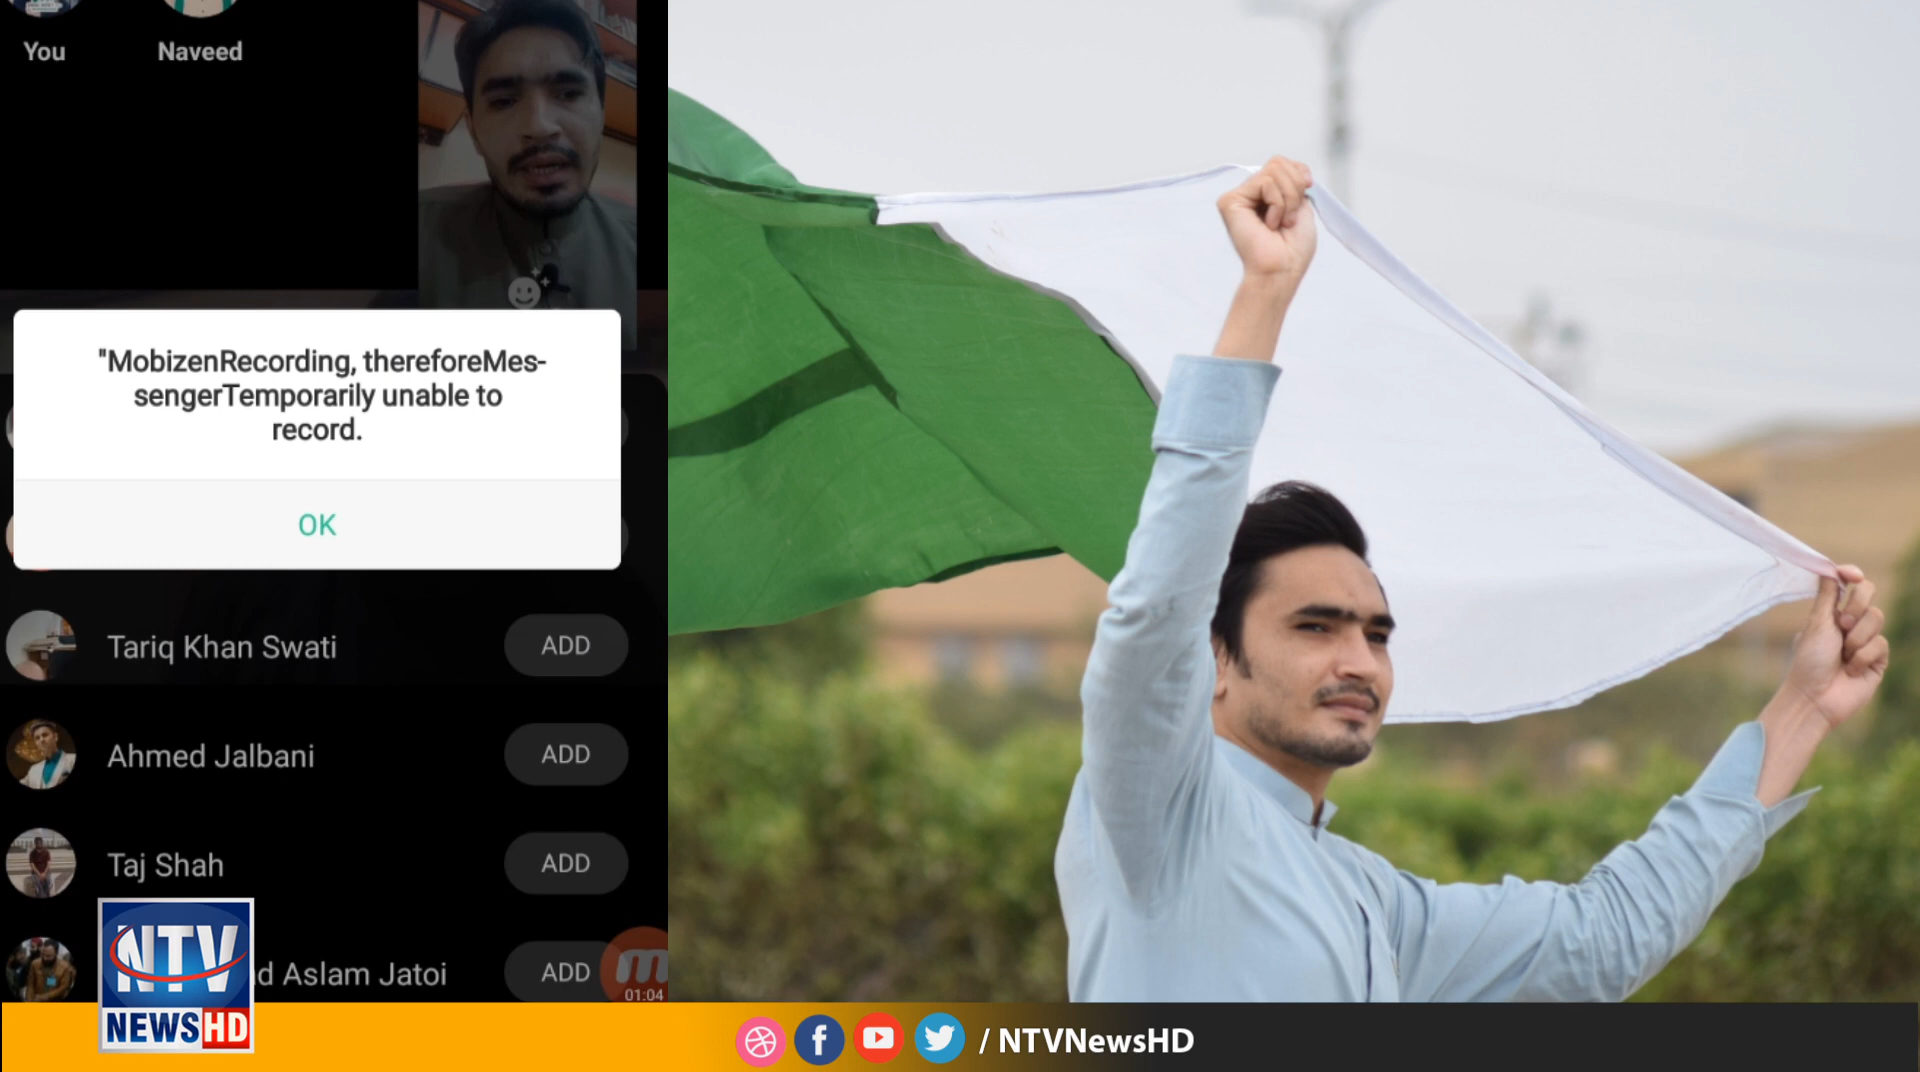 You
Naveed
"MobizenRecording, thereforeMes-
sengerTemporarily unable to
record.
OK
Tariq Khan Swati
ADD
Ahmed Jalbani
ADD
Taj Shah
ADD
d Aslam Jatoi
ADD
01:04
NTV
NEWS HD
/ NTVNewsHD